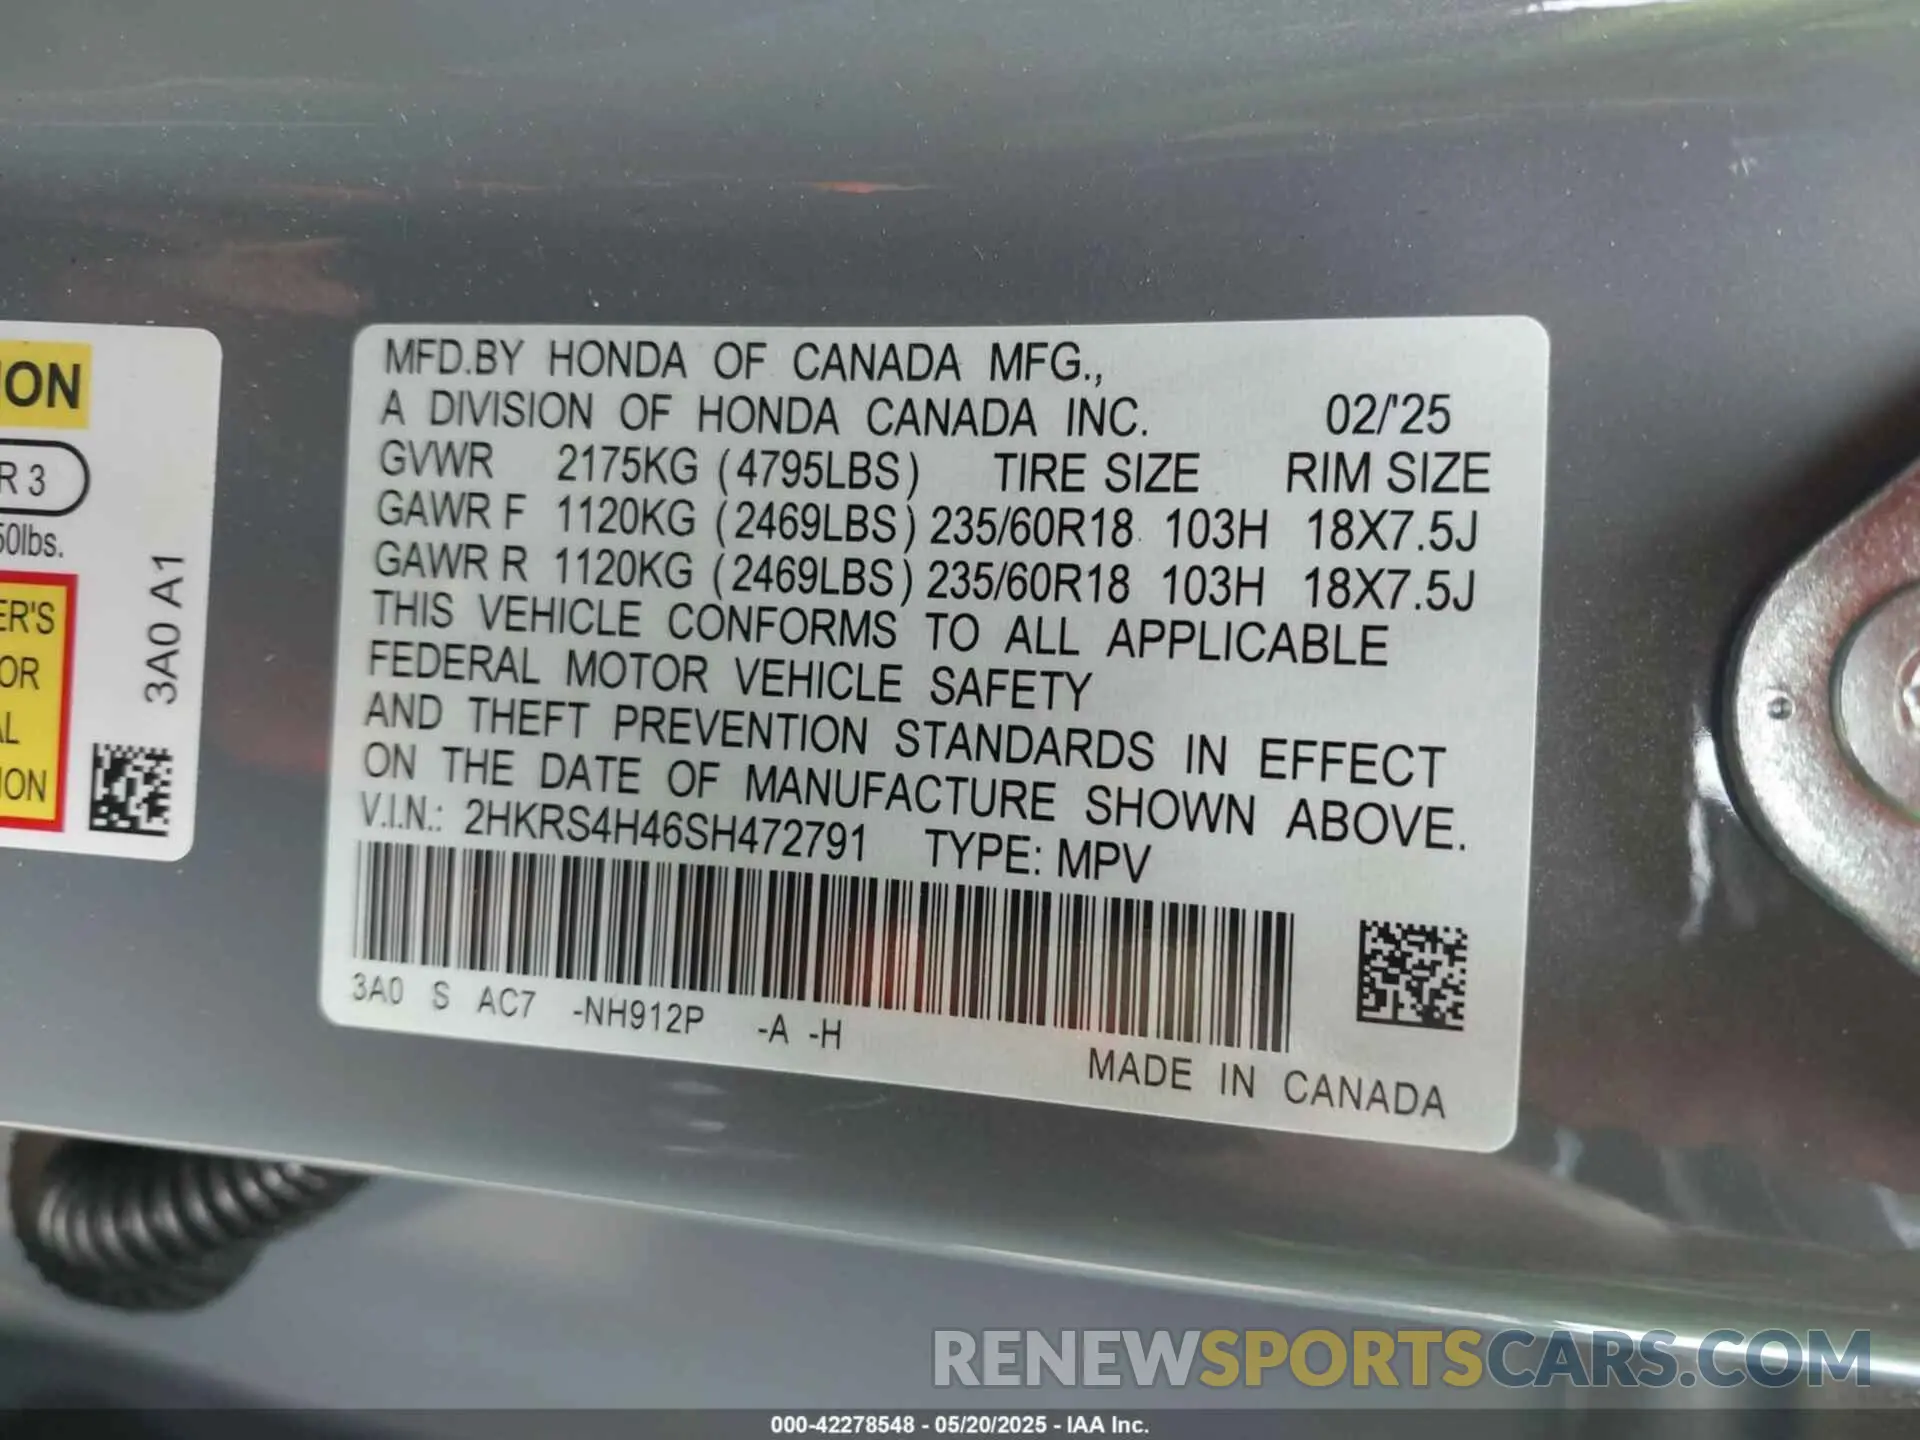 ION
R 3
50lbs.
ER'S
OR
AL
ION
3A0 A1
MFD.BY HONDA OF CANADA MFG.,
A DIVISION OF HONDA CANADA INC. 02/'25
GVWR 2175KG (4795LBS) TIRE SIZE RIM SIZE
GAWR F 1120KG (2469LBS) 235/60R18 103H 18X7.5J
GAWR R 1120KG (2469LBS) 235/60R18 103H 18X7.5J
THIS VEHICLE CONFORMS TO ALL APPLICABLE
FEDERAL MOTOR VEHICLE SAFETY
AND THEFT PREVENTION STANDARDS IN EFFECT
ON THE DATE OF MANUFACTURE SHOWN ABOVE.
V.I.N.: 2HKRS4H46SH472791 TYPE: MPV
3A0 S AC7 -NH912P -A -H
MADE IN CANADA
RENEWSPORTSCARS.COM
000-42278548 - 05/20/2025 - IAA Inc.